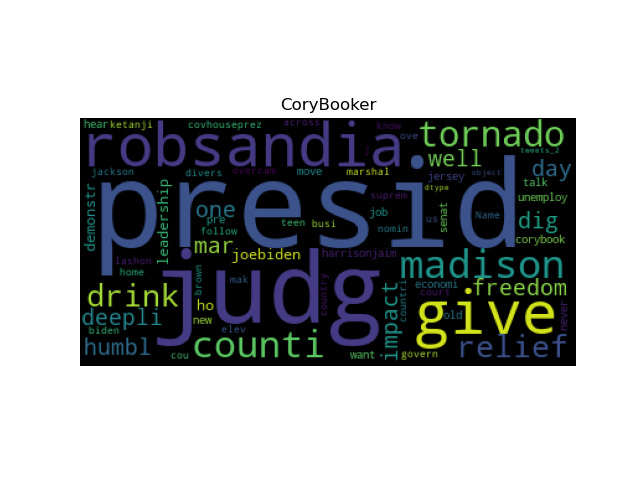 CoryBooker
hear ketanji covhouseprez across know
robsandia tornado
j ove well tweets_2
jackson divers overcam move marshal jersey object day
presid dtype talk
demonstr leadership one pre teen busi job suprem us senat Name unemploy
follow nomin dig
mar joebiden harrisonjaim corybook
lashon judg madison
home brown mak country countri economi freedom
drink ho impact court give never
deepli new old
biden elev
humbl cou counti want govern relief